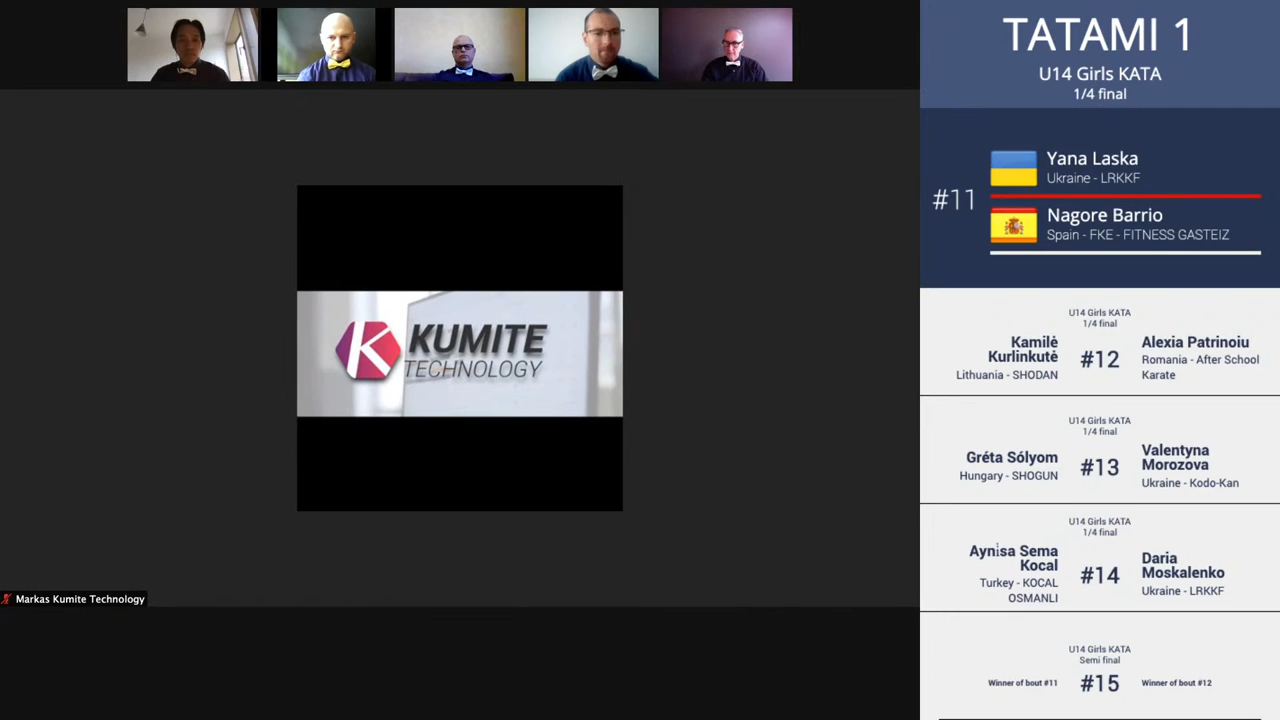 TATAMI 1
U14 Girls KATA
1/4 final
#11
Yana Laska
Ukraine - LRKKF
Nagore Barrio
Spain - FKE - FITNESS GASTEIZ
KUMITE
TECHNOLOGY
Markas Kumite Technology
U14 Girls KATA
1/4 final
Kamilė
Kurlinkutė
Lithuania - SHODAN
#12
Alexia Patrinoiu
Romania - After School
Karate
U14 Girls KATA
1/4 final
Gréta Sólyom
Hungary - SHOGUN
#13
Valentyna
Morozova
Ukraine - Kodo-Kan
U14 Girls KATA
1/4 final
Aynisa Sema
Kocal
Turkey - KOCAL
OSMANLI
#14
Daria
Moskalenko
Ukraine - LRKKF
U14 Girls KATA
Semi final
Winner of bout #11
#15
Winner of bout #12